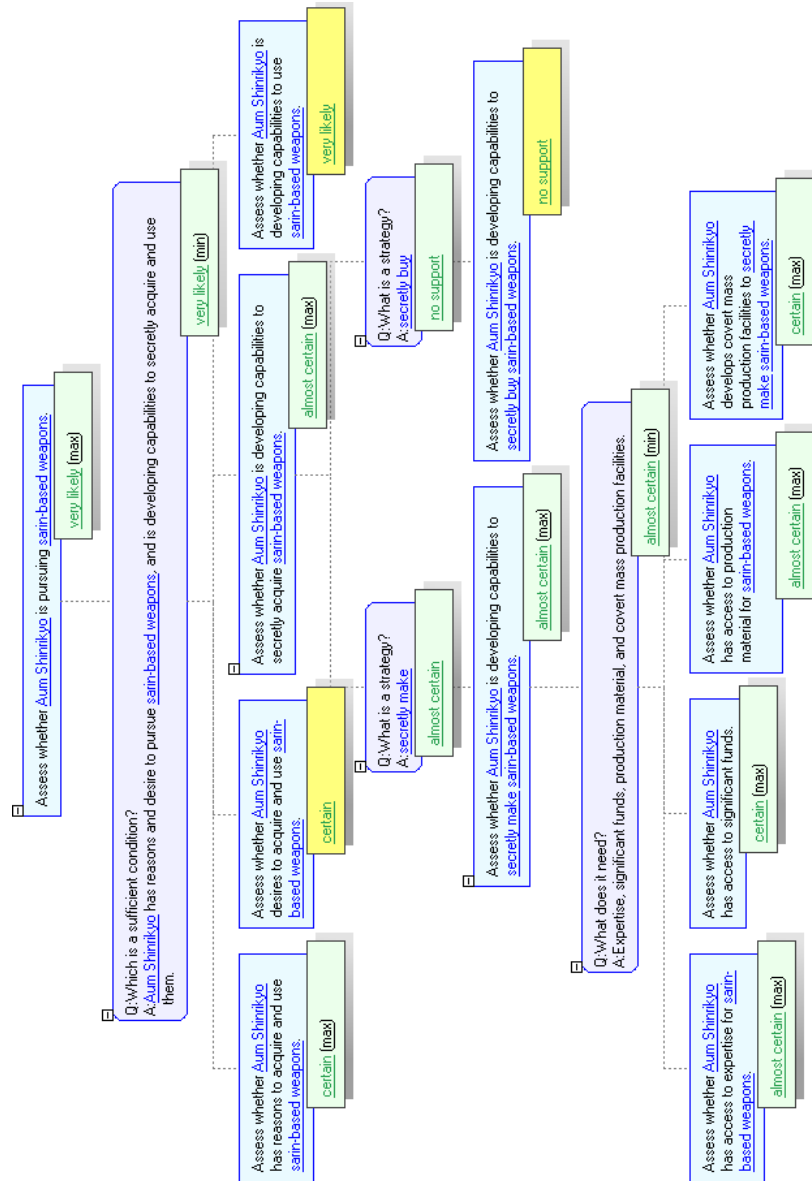 Assess whether Aum Shinrikyo is pursuing sarin-based weapons.
very likely (max)
Q:Which is a sufficient condition?
A:Aum Shinrikyo has reasons and desire to pursue sarin-based weapons, and is developing capabilities to secretly acquire and use
them.
very likely (min)
Assess whether Aum Shinrikyo
has reasons to acquire and use
sarin-based weapons.
certain (max)
Assess whether Aum Shinrikyo
desires to acquire and use sarin-
based weapons.
certain
Assess whether Aum Shinrikyo is developing capabilities to
secretly acquire sarin-based weapons.
almost certain (max)
Assess whether Aum Shinrikyo is
developing capabilities to use
sarin-based weapons.
very likely
Q:What is a strategy?
A:secretly make
almost certain
Q:What is a strategy?
A:secretly buy
no support
Assess whether Aum Shinrikyo is developing capabilities to
secretly make sarin-based weapons.
almost certain (max)
Assess whether Aum Shinrikyo is developing capabilities to
secretly buy sarin-based weapons.
no support
Q:What does it need?
A:Expertise, significant funds, production material, and covert mass production facilities.
almost certain (min)
Assess whether Aum Shinrikyo
has access to expertise for sarin-
based weapons.
almost certain (max)
Assess whether Aum Shinrikyo
has access to significant funds.
certain (max)
Assess whether Aum Shinrikyo
has access to production
material for sarin-based weapons.
almost certain (max)
Assess whether Aum Shinrikyo
develops covert mass
production facilities to secretly
make sarin-based weapons.
certain (max)